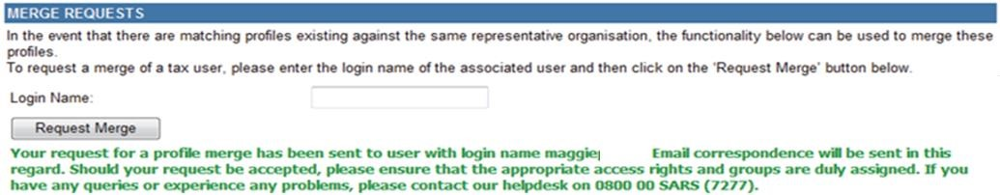 MERGE REQUESTS
In the event that there are matching profiles existing against the same representative organisation, the functionality below can be used to merge these
profiles.
To request a merge of a tax user, please enter the login name of the associated user and then click on the 'Request Merge' button below.
Login Name:
Request Merge
Your request for a profile merge has been sent to user with login name maggie Email correspondence will be sent in this
regard. Should your request be accepted, please ensure that the appropriate access rights and groups are duly assigned. If you
have any queries or experience any problems, please contact our helpdesk on 0800 00 SARS (7277).